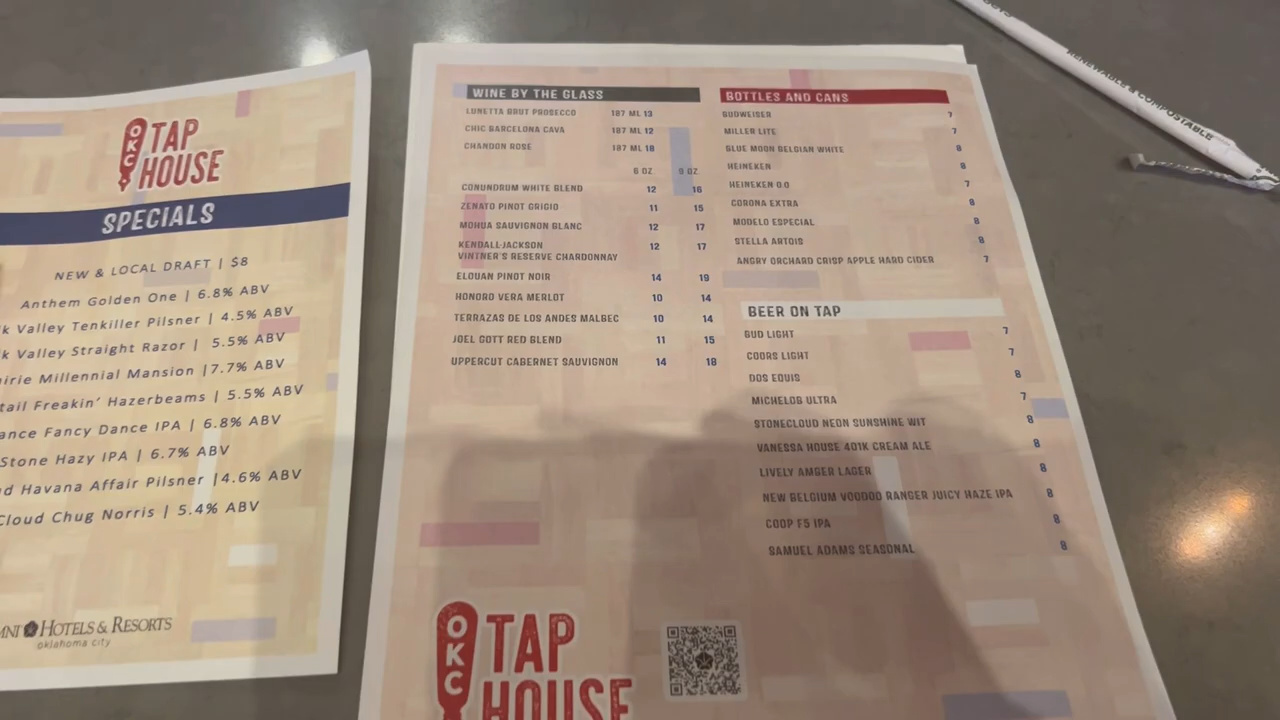 OKC TAP
HOUSE
SPECIALS
NEW & LOCAL DRAFT | $8
Anthem Golden One | 6.8% ABV
Valley Tenkiller Pilsner | 4.5% ABV
Valley Straight Razor | 5.5% ABV
Millennial Mansion | 7.7% ABV
Freakin' Hazerbeams | 5.5% ABV
Fancy Dance IPA | 6.8% ABV
Stone Hazy IPA | 6.7% ABV
Havana Affair Pilsner | 4.6% ABV
Cloud Chug Norris | 5.4% ABV
HOTELS & RESORTS
oklahoma city
WINE BY THE GLASS
LUNETTA BRUT PROSECCO 187 ML 13
CHIC BARCELONA CAVA 187 ML 12
CHANDON ROSE 187 ML 18
6 OZ 9 OZ
CONUNDRUM WHITE BLEND 12 16
ZENATO PINOT GRIGIO 11 15
MOHUA SAUVIGNON BLANC 12 17
KENDALL-JACKSON 12 17
VINTNER'S RESERVE CHARDONNAY
ELOUAN PINOT NOIR 14 19
HONORO VERA MERLOT 10 14
TERRAZAS DE LOS ANDES MALBEC 10 14
JOEL GOTT RED BLEND 11 15
UPPERCUT CABERNET SAUVIGNON 14 18
BOTTLES AND CANS
BUDWEISER 7
MILLER LITE 7
BLUE MOON BELGIAN WHITE 8
HEINEKEN 8
HEINEKEN 0.0 7
CORONA EXTRA 8
MODELO ESPECIAL 8
STELLA ARTOIS 8
ANGRY ORCHARD CRISP APPLE HARD CIDER 7
BEER ON TAP
BUD LIGHT 7
COORS LIGHT 7
DOS EQUIS 8
MICHELOB ULTRA 7
STONECLOUD NEON SUNSHINE WIT 8
VANESSA HOUSE 401K CREAM ALE 8
LIVELY AMBER LAGER 8
NEW BELGIUM VOODOO RANGER JUICY HAZE IPA 8
COOP F5 IPA 8
SAMUEL ADAMS SEASONAL 8
OKC TAP
HOUSE
RENEWABLE & COMPOSTABLE